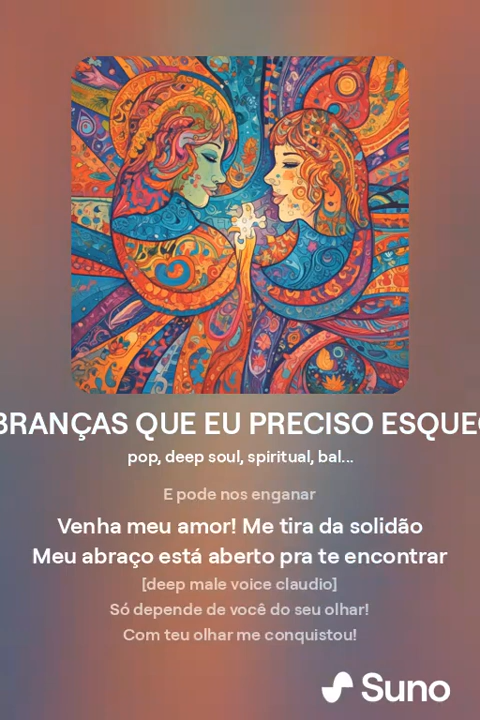 BRANÇAS QUE EU PRECISO ESQUE
pop, deep soul, spiritual, bal...
E pode nos enganar
Venha meu amor! Me tira da solidão
Meu abraço está aberto pra te encontrar
[deep male voice claudio]
Só depende de você do seu olhar!
Com teu olhar me conquistou!
Suno